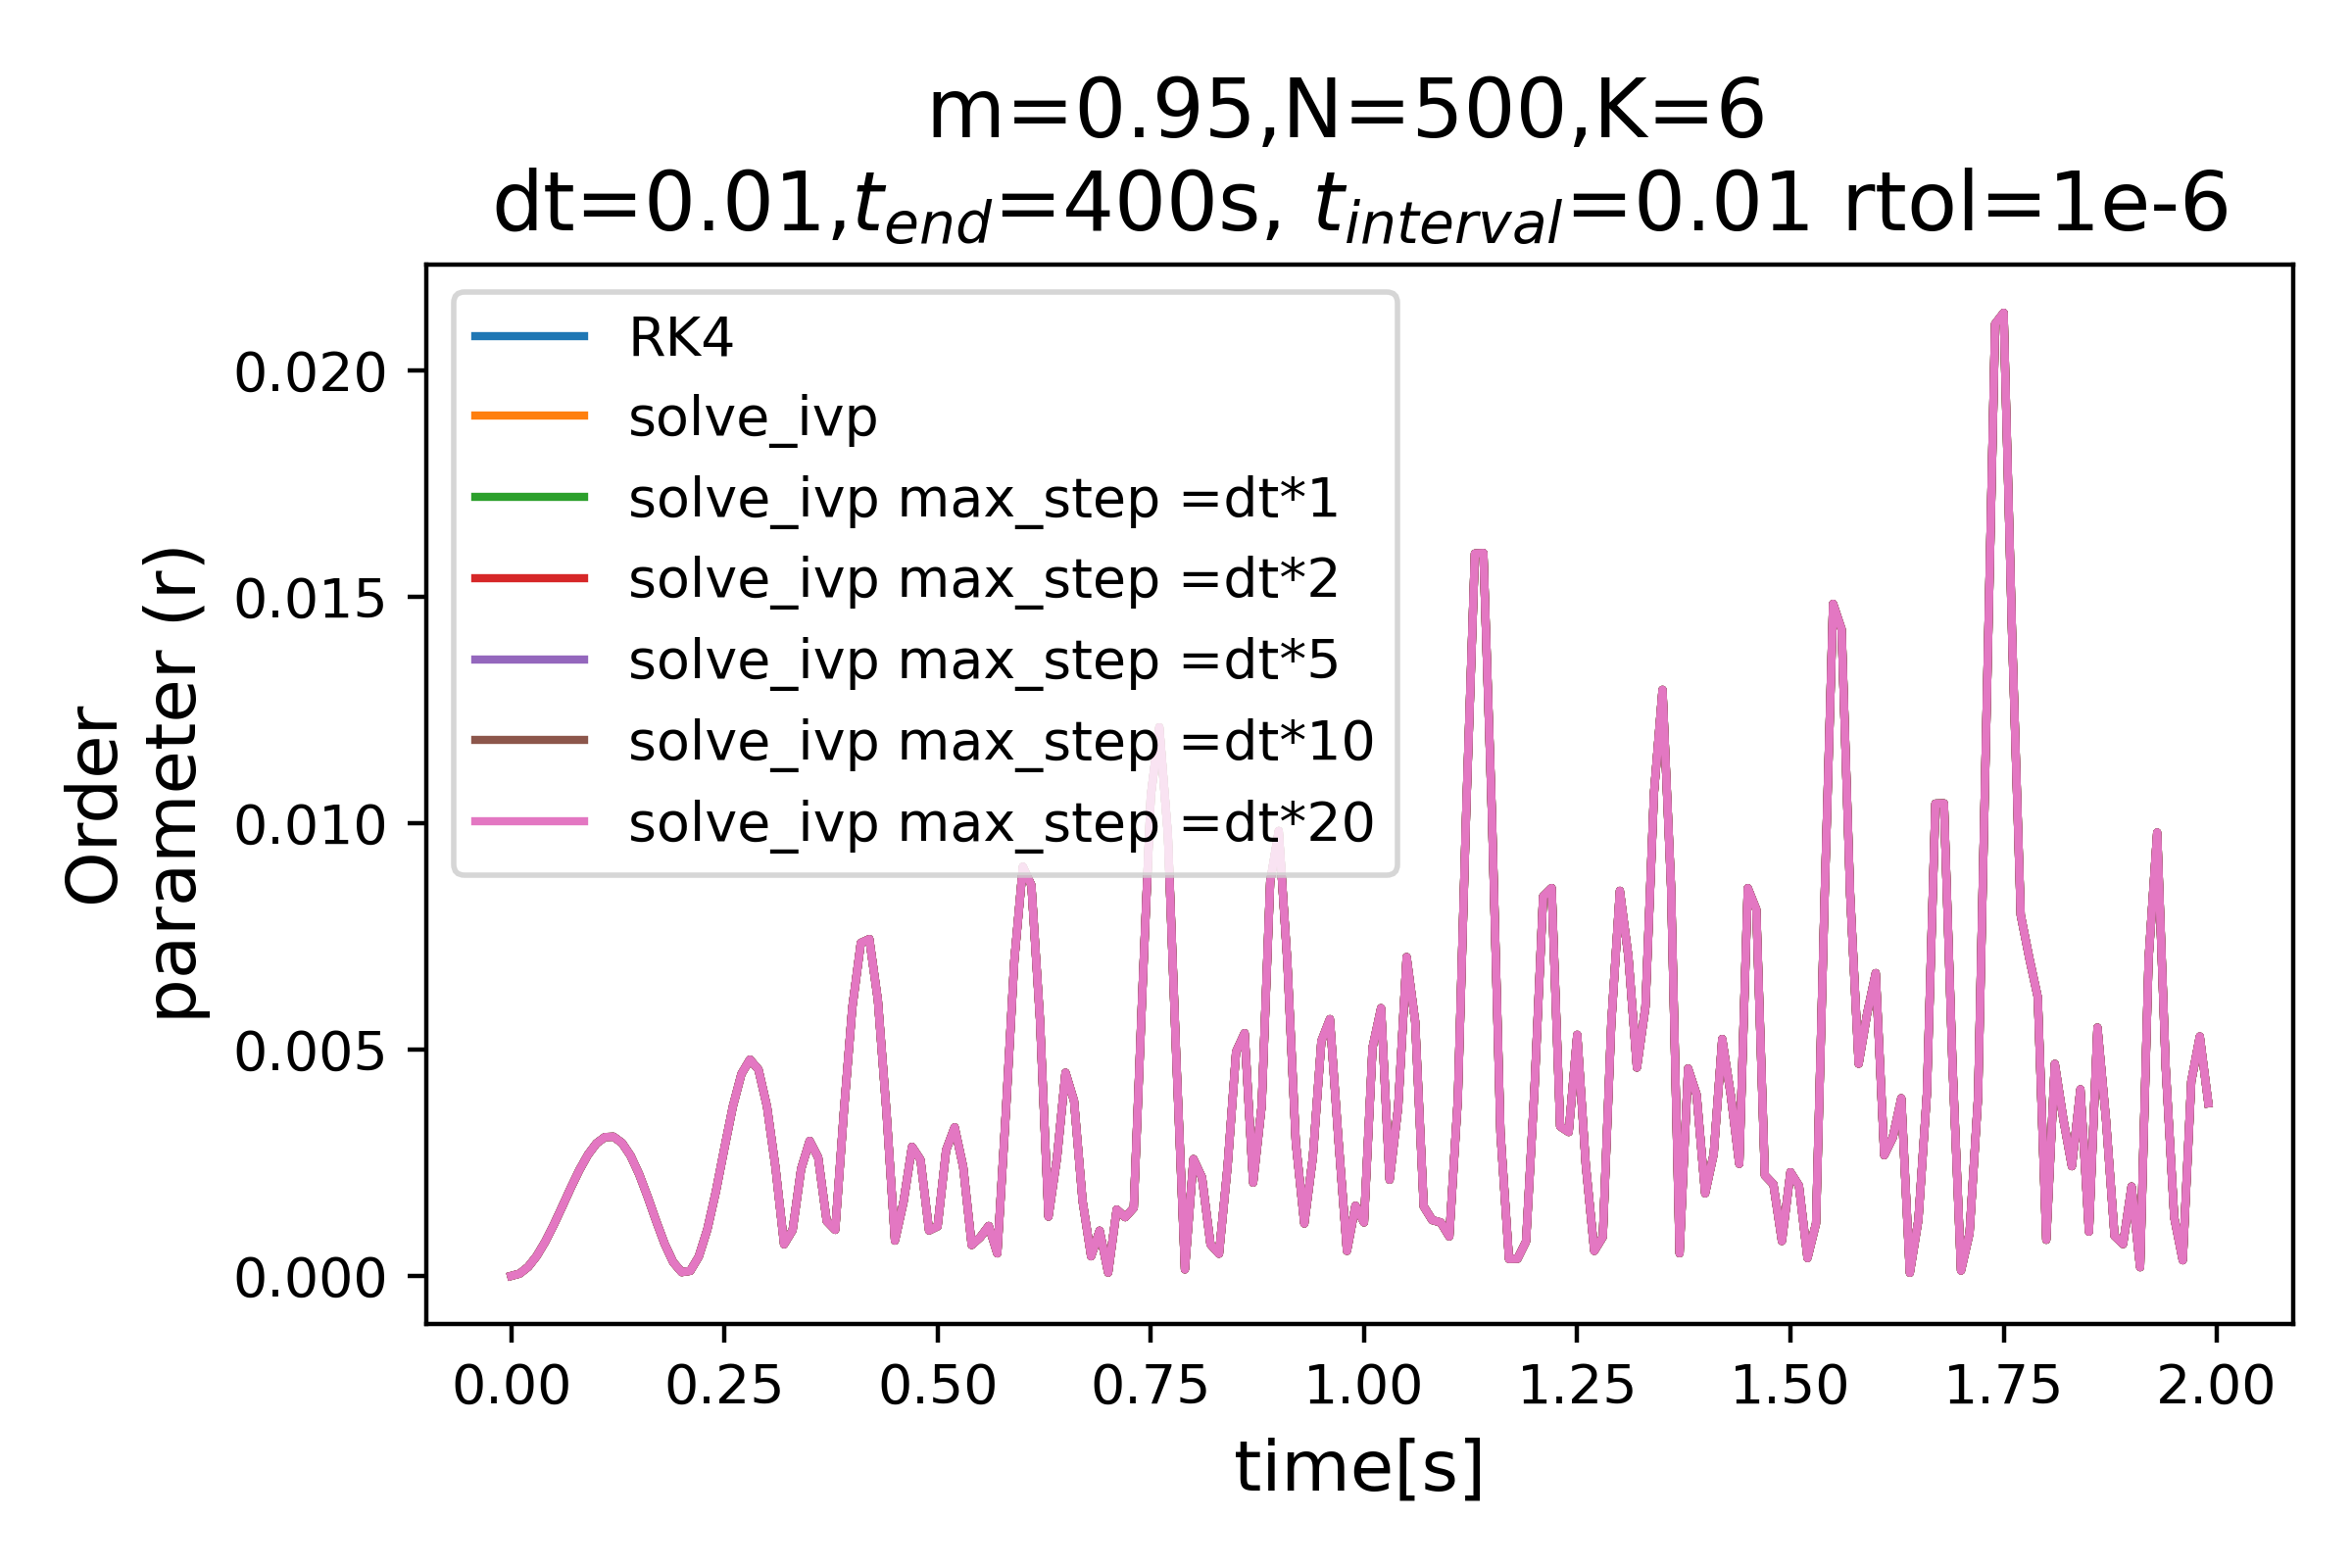 m=0.95,N=500,K=6
dt=0.01,t_end=400s, t_interval=0.01 rtol=1e-6
RK4
solve_ivp
solve_ivp max_step =dt*1
solve_ivp max_step =dt*2
solve_ivp max_step =dt*5
solve_ivp max_step =dt*10
solve_ivp max_step =dt*20
Order
parameter (r)
0.020
0.015
0.010
0.005
0.000
0.00 0.25 0.50 0.75 1.00 1.25 1.50 1.75 2.00
time[s]